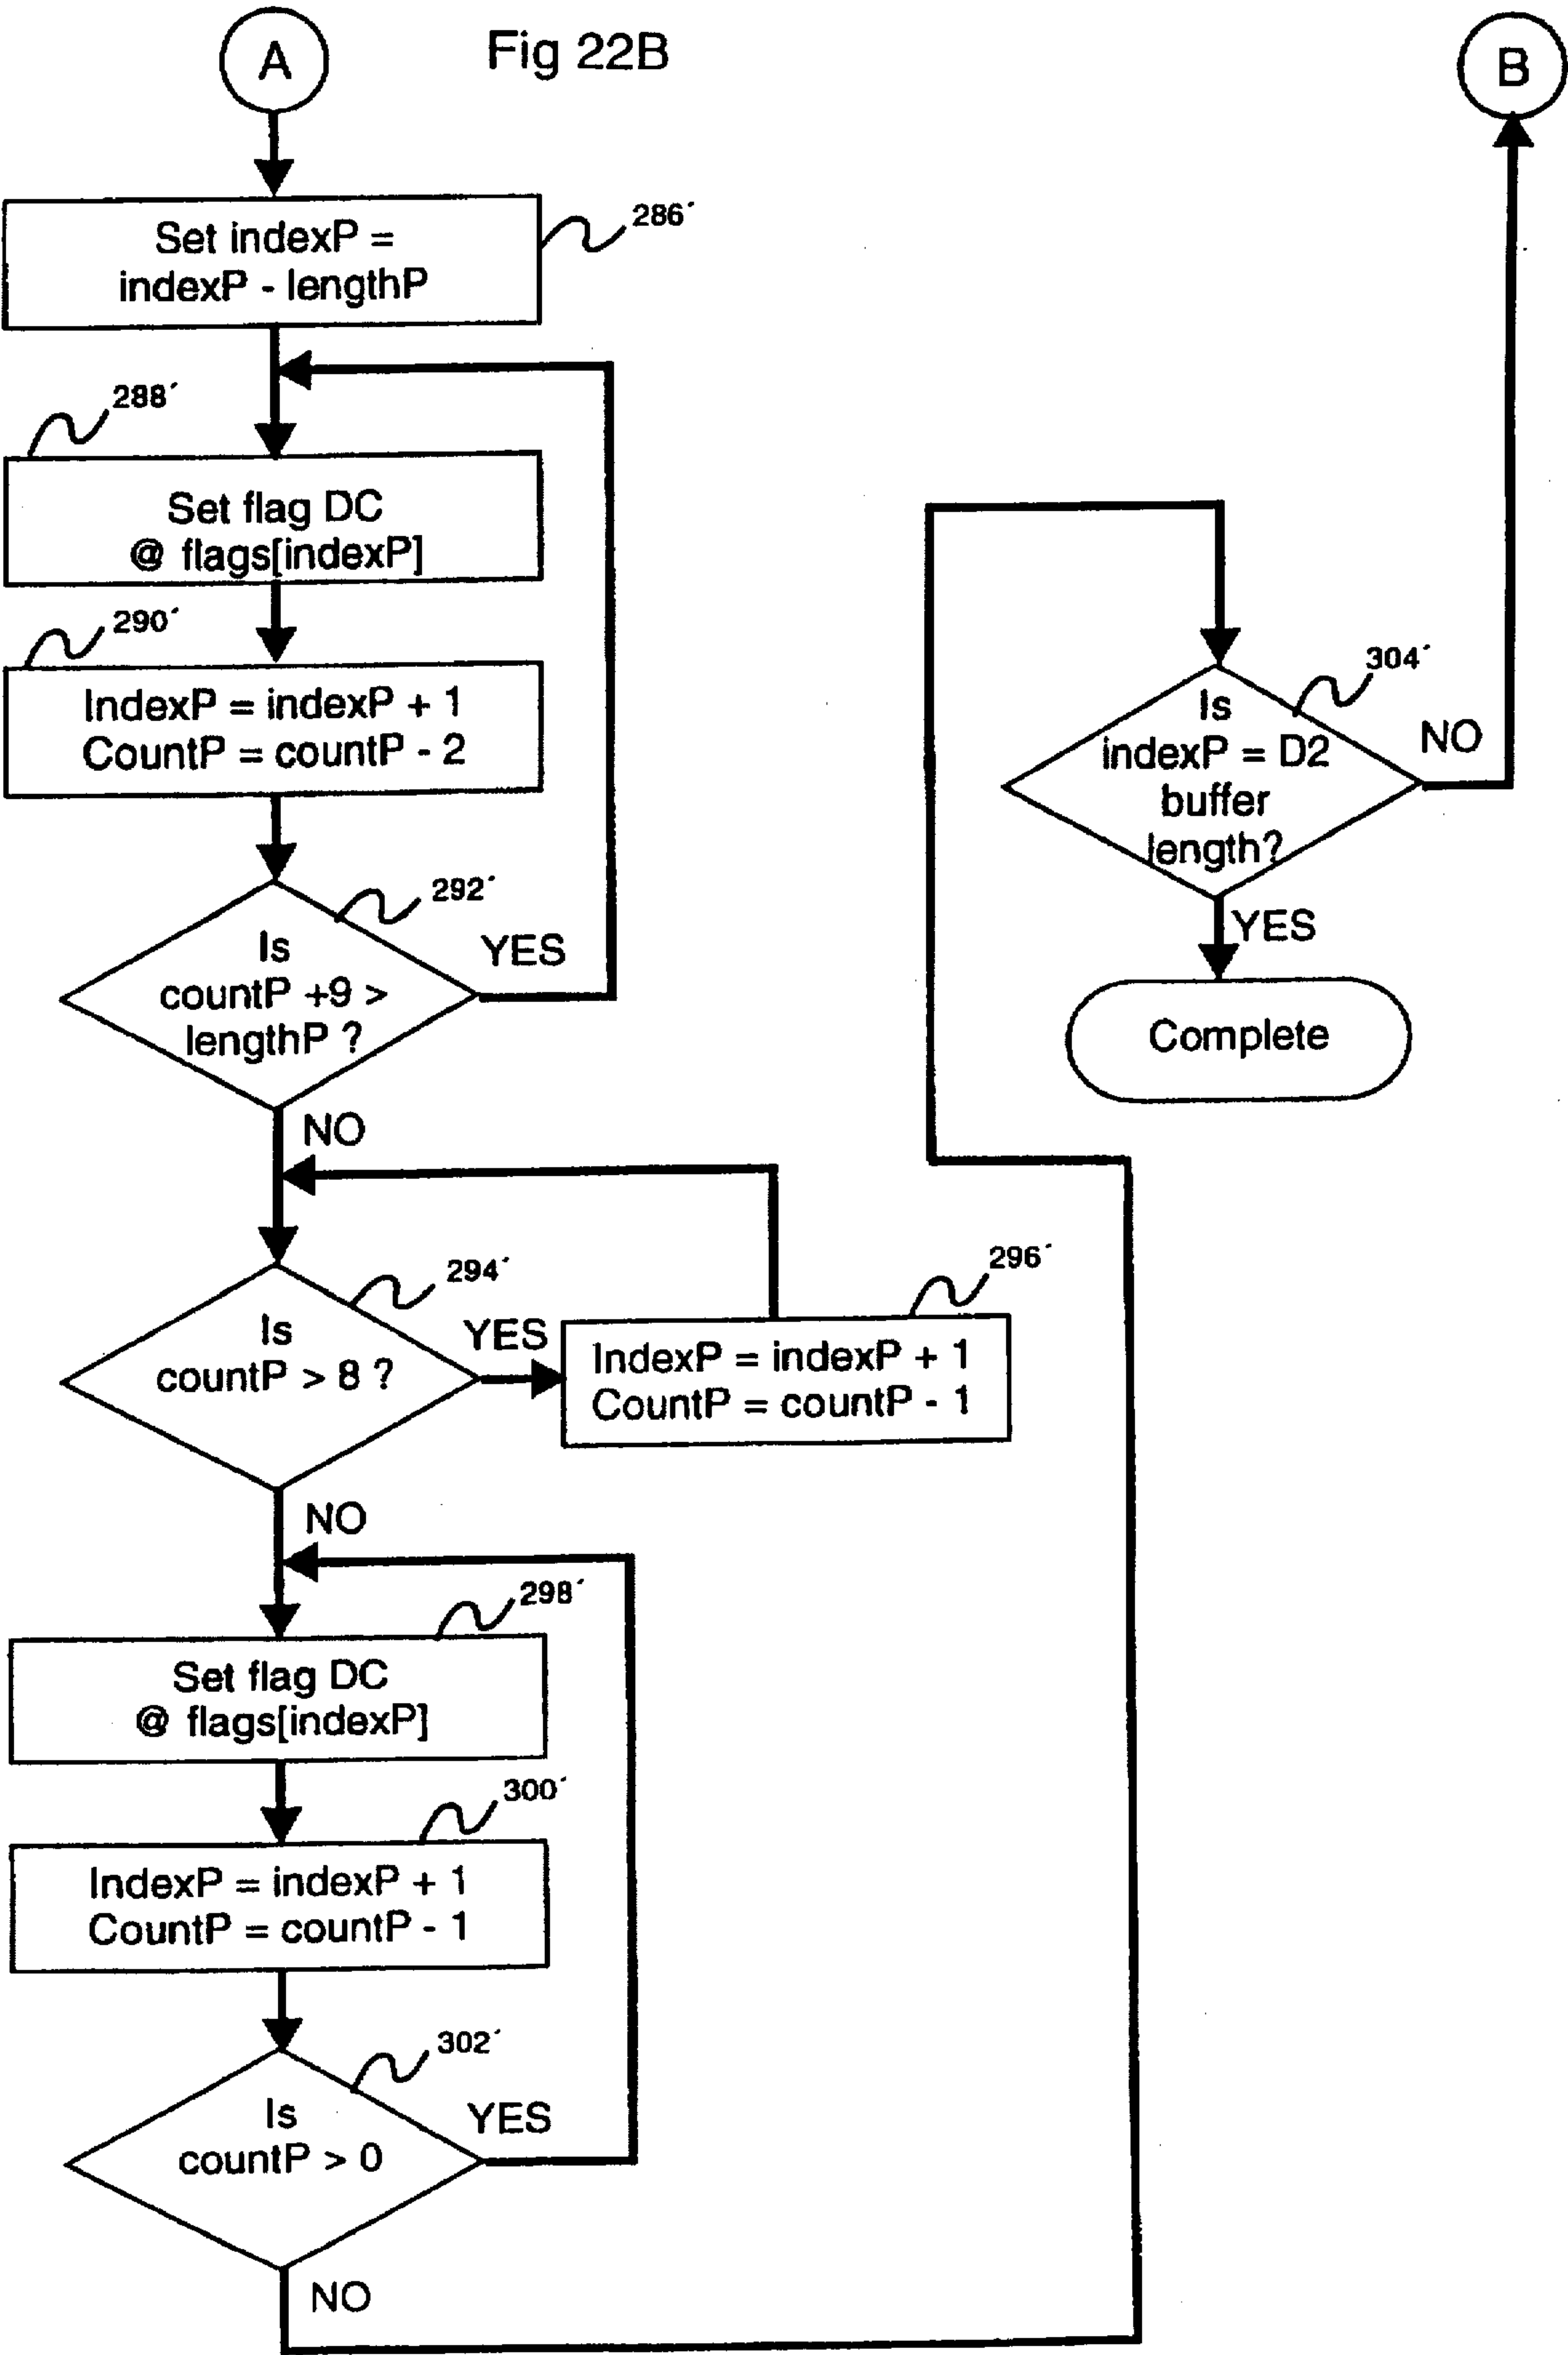 A
Fig 22B
B
Set indexP =
indexP - lengthP
286´
288´
Set flag DC
@ flags[indexP]
290´
IndexP = indexP + 1
CountP = countP - 2
292´
Is
countP +9 >
lengthP ?
YES
NO
294´
Is
countP > 8 ?
YES
296´
IndexP = indexP + 1
CountP = countP - 1
NO
298´
Set flag DC
@ flags[indexP]
300´
IndexP = indexP + 1
CountP = countP - 1
302´
Is
countP > 0
YES
NO
304´
Is
indexP = D2
buffer
length?
NO
YES
Complete